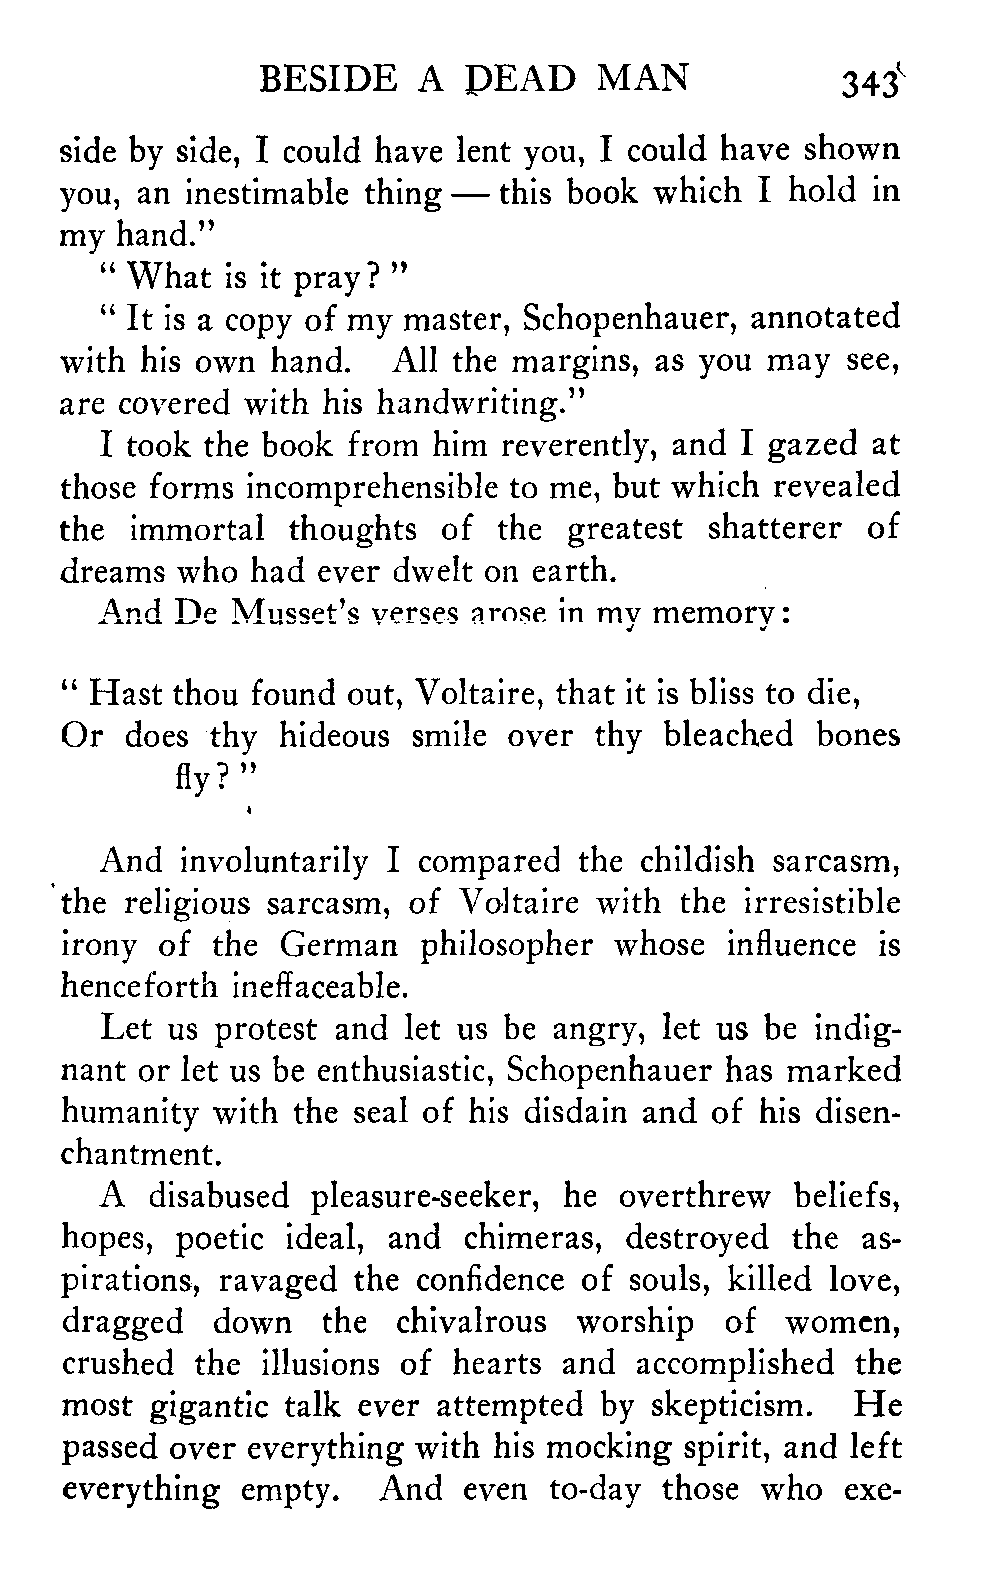 BESIDE A DEAD MAN 343
side by side, I could have lent you, I could have shown
you, an inestimable thing — this book which I hold in
my hand."
" What is it pray? "
" It is a copy of my master, Schopenhauer, annotated
with his own hand. All the margins, as you may see,
are covered with his handwriting."
I took the book from him reverently, and I gazed at
those forms incomprehensible to me, but which revealed
the immortal thoughts of the greatest shatterer of
dreams who had ever dwelt on earth.
And De Musset's verses arose in my memory:
" Hast thou found out, Voltaire, that it is bliss to die,
Or does thy hideous smile over thy bleached bones
fly? "
And involuntarily I compared the childish sarcasm,
the religious sarcasm, of Voltaire with the irresistible
irony of the German philosopher whose influence is
henceforth ineffaceable.
Let us protest and let us be angry, let us be indig-
nant or let us be enthusiastic, Schopenhauer has marked
humanity with the seal of his disdain and of his disen-
chantment.
A disabused pleasure-seeker, he overthrew beliefs,
hopes, poetic ideal, and chimeras, destroyed the as-
pirations, ravaged the confidence of souls, killed love,
dragged down the chivalrous worship of women,
crushed the illusions of hearts and accomplished the
most gigantic talk ever attempted by skepticism. He
passed over everything with his mocking spirit, and left
everything empty. And even to-day those who exe-